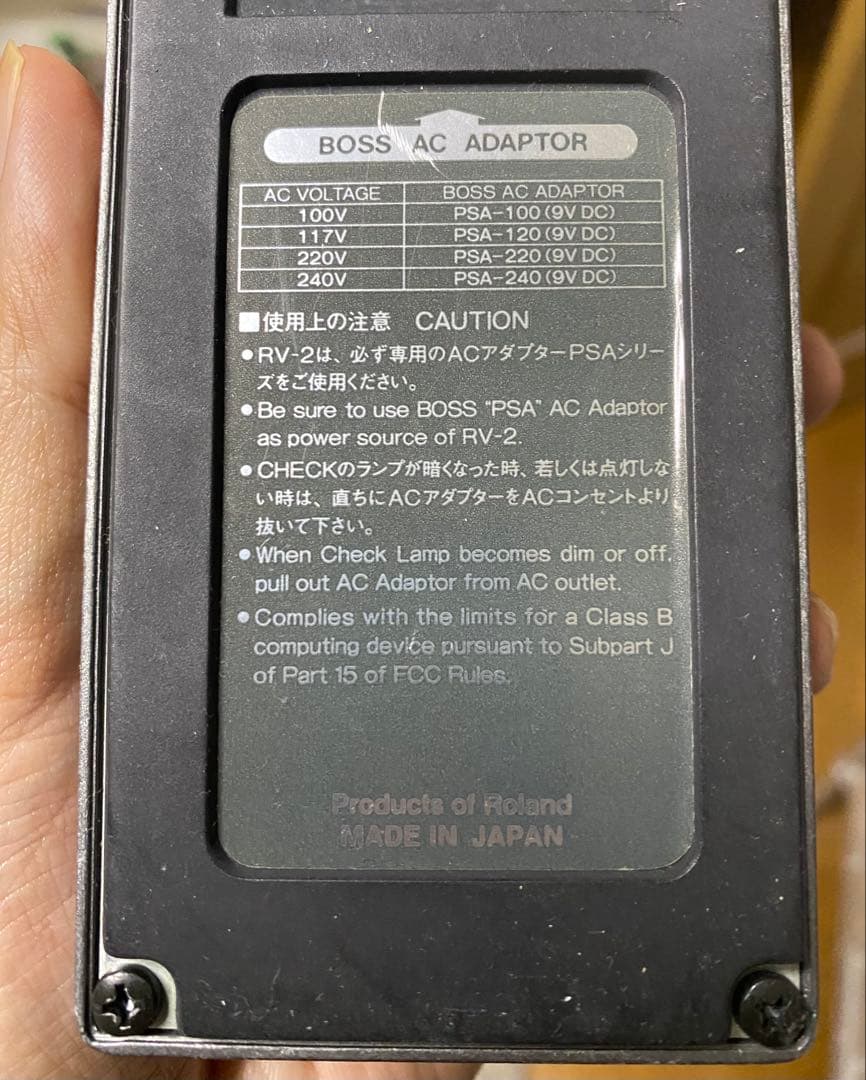 BOSS AC ADAPTOR
AC VOLTAGE BOSS AC ADAPTOR
100V PSA-100(9V DC)
117V PSA-120(9V DC)
220V PSA-220(9V DC)
240V PSA-240(9V DC)
■使用上の注意 CAUTION
●RV-2は、必ず専用のACアダプターPSAシリー
ズをご使用ください。
●Be sure to use BOSS "PSA" AC Adaptor
as power source of RV-2.
●CHECKのランプが暗くなった時、若しくは点灯しな
い時は、直ちにACアダプターをACコンセントより
抜いて下さい。
●When Check Lamp becomes dim or off,
pull out AC Adaptor from AC outlet.
●Complies with the limits for a Class B
computing device pursuant to Subpart J
of Part 15 of FCC Rules.
Products of Roland
MADE IN JAPAN